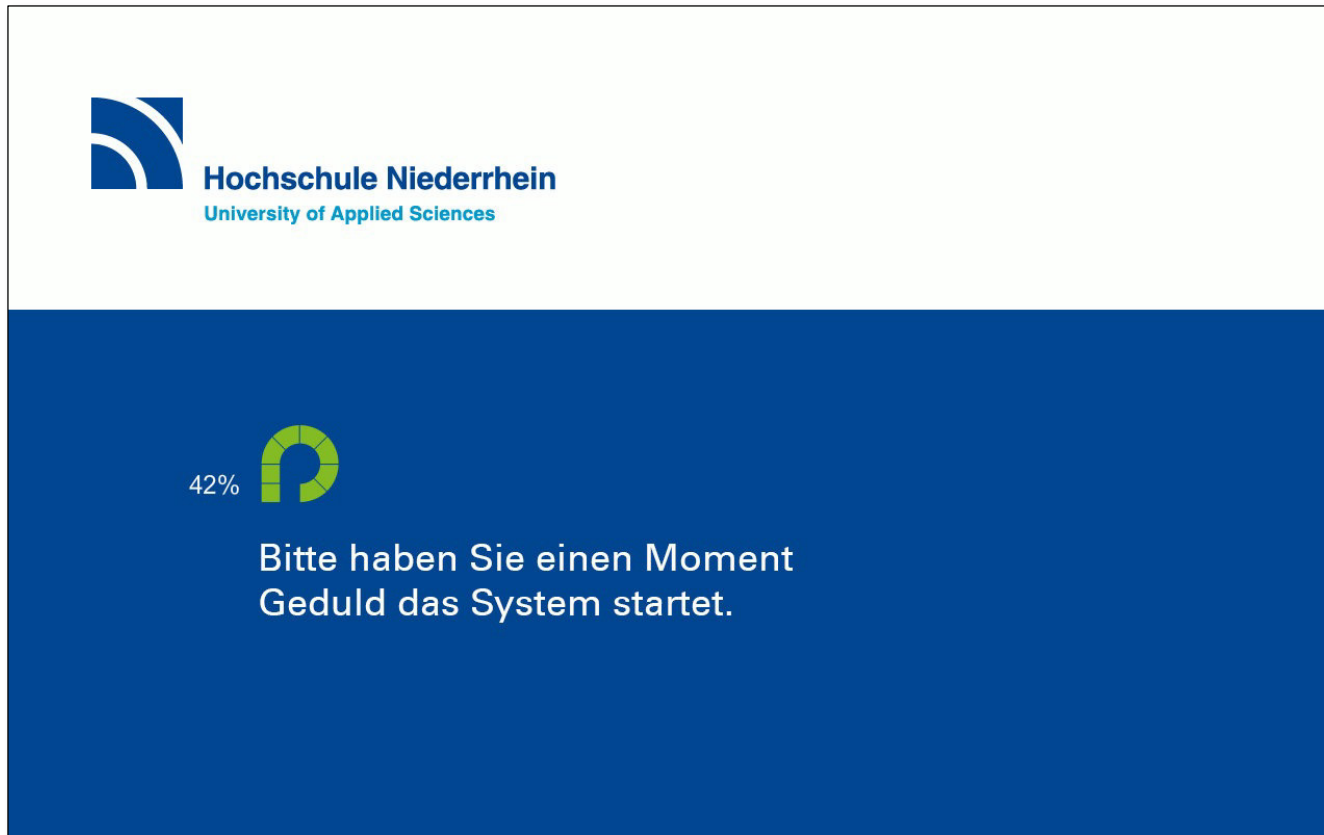 Hochschule Niederrhein
University of Applied Sciences
42%
Bitte haben Sie einen Moment
Geduld das System startet.